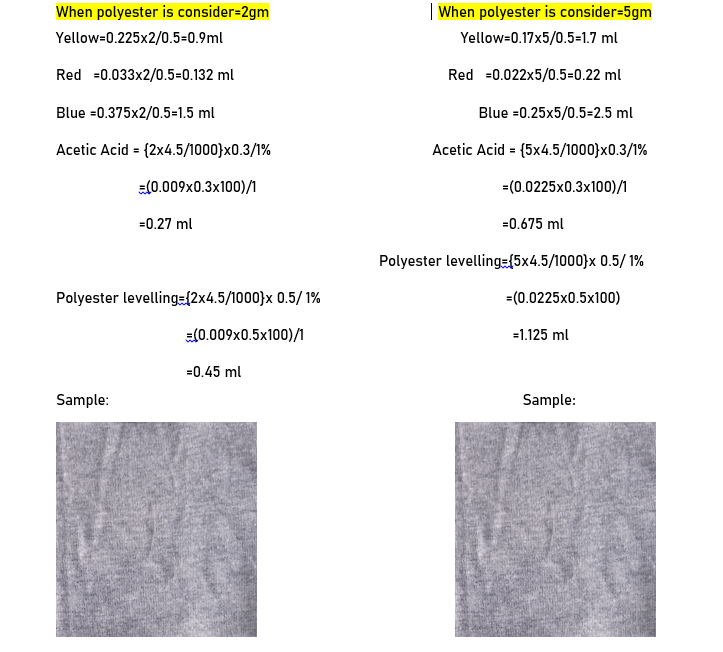 When polyester is consider=2gm
Yellow=0.225x2/0.5=0.9ml
Red =0.033x2/0.5=0.132 ml
Blue =0.375x2/0.5=1.5 ml
Acetic Acid = {2x4.5/1000}x0.3/1%
=(0.009x0.3x100)/1
=0.27 ml
Polyester levelling={2x4.5/1000}x 0.5/ 1%
=(0.009x0.5x100)/1
=0.45 ml
Sample:
When polyester is consider=5gm
Yellow=0.17x5/0.5=1.7 ml
Red =0.022x5/0.5=0.22 ml
Blue =0.25x5/0.5=2.5 ml
Acetic Acid = {5x4.5/1000}x0.3/1%
=(0.0225x0.3x100)/1
=0.675 ml
Polyester levelling={5x4.5/1000}x 0.5/ 1%
=(0.0225x0.5x100)
=1.125 ml
Sample: